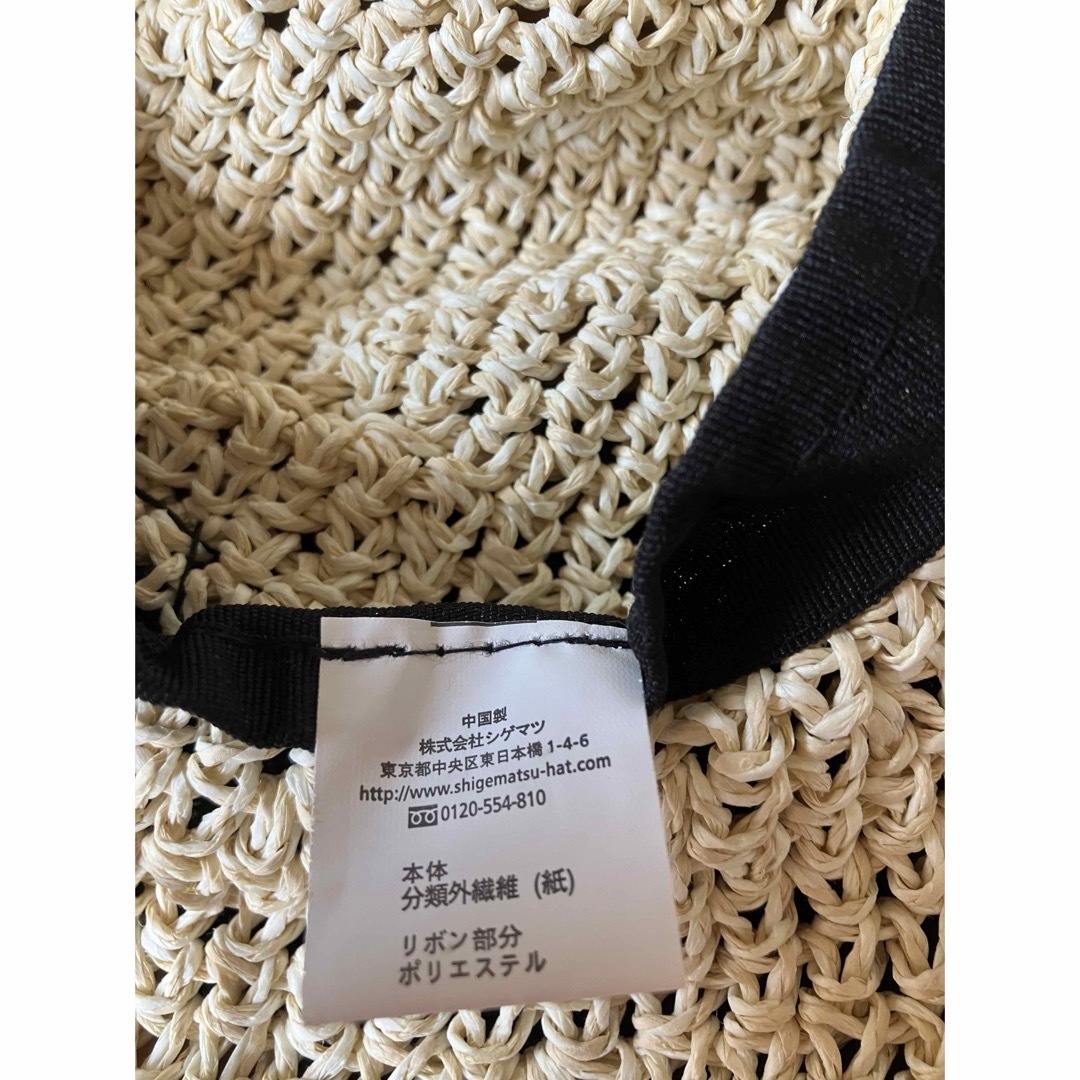 中国製
株式会社シゲマツ
東京都中央区東日本橋 1-4-6
http://www.shigematsu-hat.com
0120-554-810
本体
分類外繊維 (紙)
リボン部分
ポリエステル